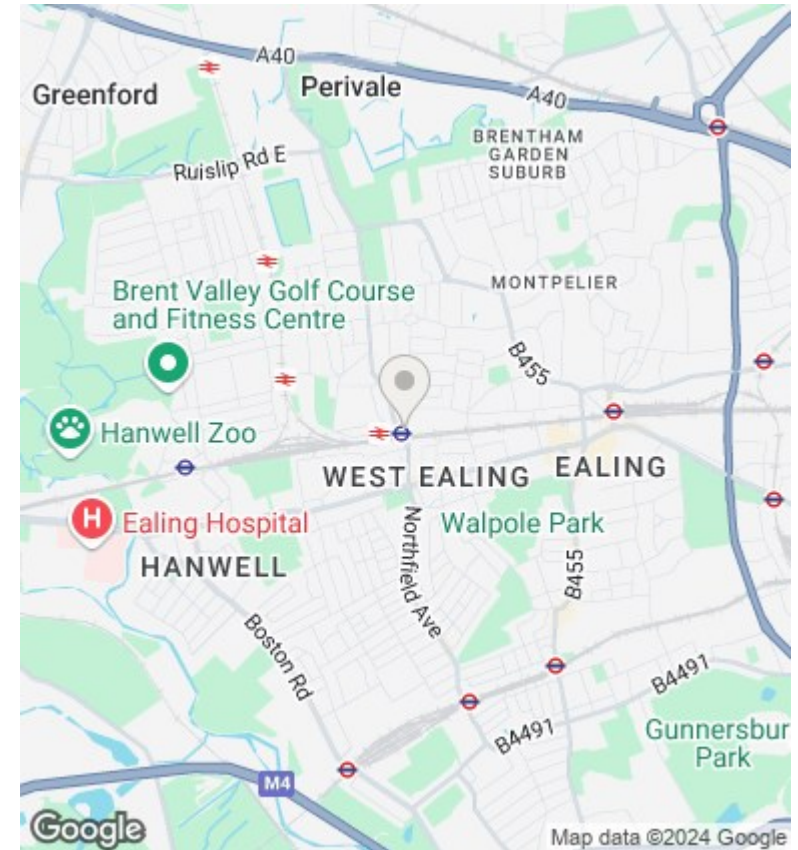 A40
Greenford
Perivale
A40
BRENTHAM
GARDEN
SUBURB
Ruislip Rd E
MONTPELIER
Brent Valley Golf Course
and Fitness Centre
B455
Hanwell Zoo
WEST EALING
EALING
H
Ealing Hospital
Walpole Park
Northfield Ave
B455
HANWELL
Boston Rd
B4491
B4491
Gunnersbur
Park
M4
Google
Map data ©2024 Google